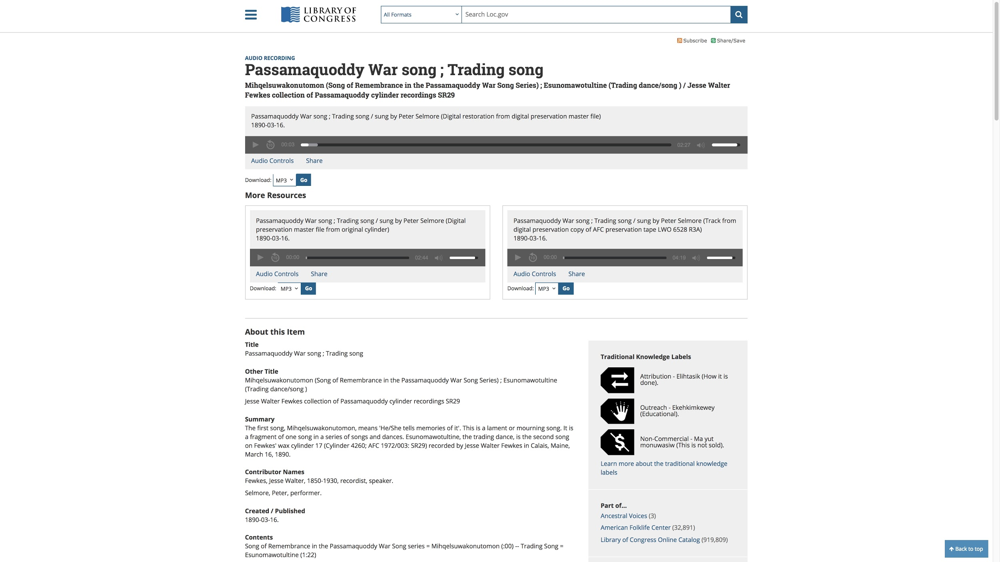 LIBRARY OF
CONGRESS
All Formats
Search Loc.gov
Subscribe Share/Save
AUDIO RECORDING
Passamaquoddy War song ; Trading song
Mihqelsuwakonutomon (Song of Remembrance in the Passamaquoddy War Song Series) ; Esunomawotultine (Trading dance/song ) / Jesse Walter
Fewkes collection of Passamaquoddy cylinder recordings SR29
Passamaquoddy War song ; Trading song / sung by Peter Selmore (Digital restoration from digital preservation master file)
1890-03-16.
10 00:03 02:27
Audio Controls Share
Download: MP3 Go
More Resources
Passamaquoddy War song ; Trading song / sung by Peter Selmore (Digital
preservation master file from original cylinder)
1890-03-16.
10 00:00 02:44
Audio Controls Share
Download: MP3 Go
Passamaquoddy War song ; Trading song / sung by Peter Selmore (Track from
digital preservation copy of AFC preservation tape LWO 6528 R3A)
1890-03-16.
10 00:00 04:19
Audio Controls Share
Download: MP3 Go
About this Item
Title
Passamaquoddy War song ; Trading song
Other Title
Mihqelsuwakonutomon (Song of Remembrance in the Passamaquoddy War Song Series) ; Esunomawotultine
(Trading dance/song )
Jesse Walter Fewkes collection of Passamaquoddy cylinder recordings SR29
Summary
The first song, Mihqelsuwakonutomon, means 'He/She tells memories of it'. This is a lament or mourning song. It is
a fragment of one song in a series of songs and dances. Esunomawotultine, the trading dance, is the second song
on Fewkes' wax cylinder 17 (Cylinder 4260; AFC 1972/003: SR29) recorded by Jesse Walter Fewkes in Calais, Maine,
March 16, 1890.
Contributor Names
Fewkes, Jesse Walter, 1850-1930, recordist, speaker.
Selmore, Peter, performer.
Created / Published
1890-03-16.
Contents
Song of Remembrance in the Passamaquoddy War Song series = Mihqelsuwakonutomon (:00) -- Trading Song =
Esunomawotultine (1:22)
Traditional Knowledge Labels
Attribution - Elihtasik (How it is
done).
Outreach - Ekehkimkewey
(Educational).
$
Non-Commercial - Ma yut
monuwasiw (This is not sold).
Learn more about the traditional knowledge
labels
Part of...
Ancestral Voices (3)
American Folklife Center (32,891)
Library of Congress Online Catalog (919,809)
Back to top